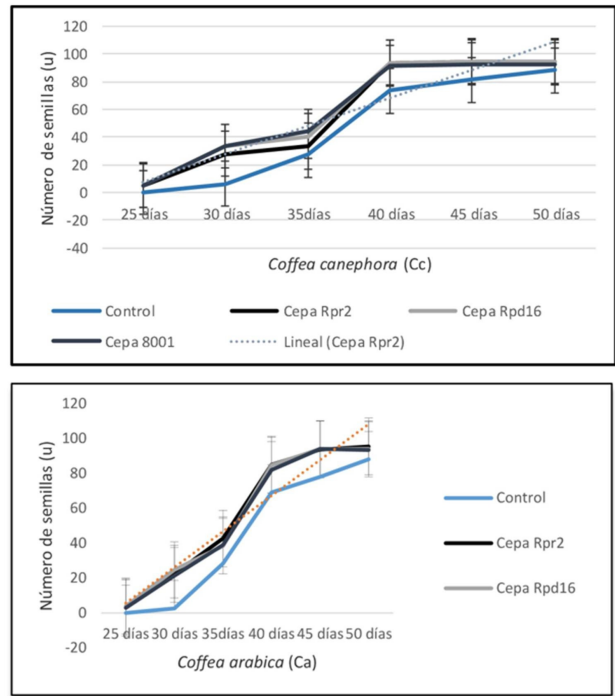 120
100
80
60
40
20
0
-20
-40
Número de semillas (u)
25 días 30 días 35días 40 días 45 días 50 días
Coffea canephora (Cc)
Control Cepa Rpr2 Cepa Rpd16
Cepa 8001 Lineal (Cepa Rpr2)
120
100
80
60
40
20
0
-20
Número de semillas (u)
25 días 30 días 35días 40 días 45 días 50 días
Coffea arabica (Ca)
Control
Cepa Rpr2
Cepa Rpd16